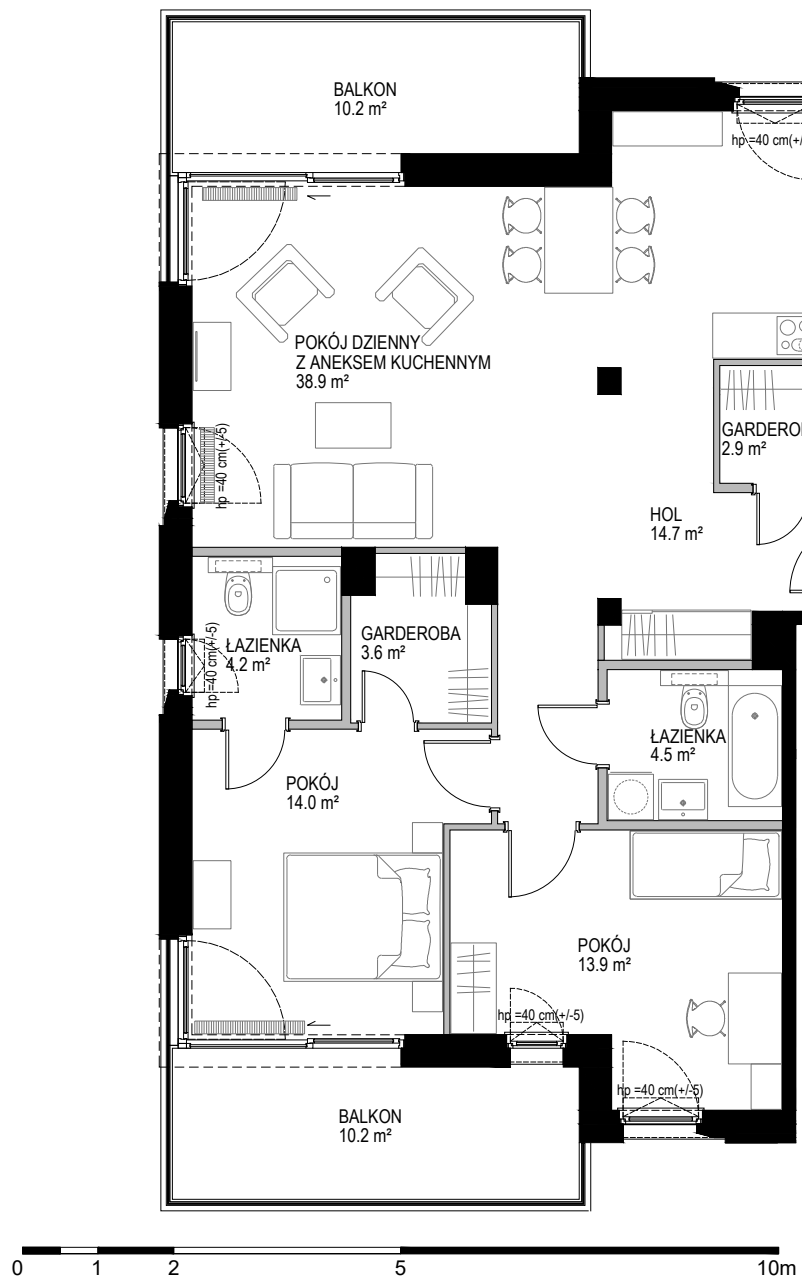 BALKON
10.2 m²
hp =40 cm(+/
POKÓJ DZIENNY
Z ANEKSEM KUCHENNYM
38.9 m²
hp =40 cm(+/-5)
GARDEROB
2.9 m²
HOL
14.7 m²
ŁAZIENKA
4.2 m²
hp =40 cm(+/-5)
GARDEROBA
3.6 m²
ŁAZIENKA
4.5 m²
POKÓJ
14.0 m²
POKÓJ
13.9 m²
hp =40 cm(+/-5)
hp =40 cm(+/-5)
BALKON
10.2 m²
0 1 2 5 10m